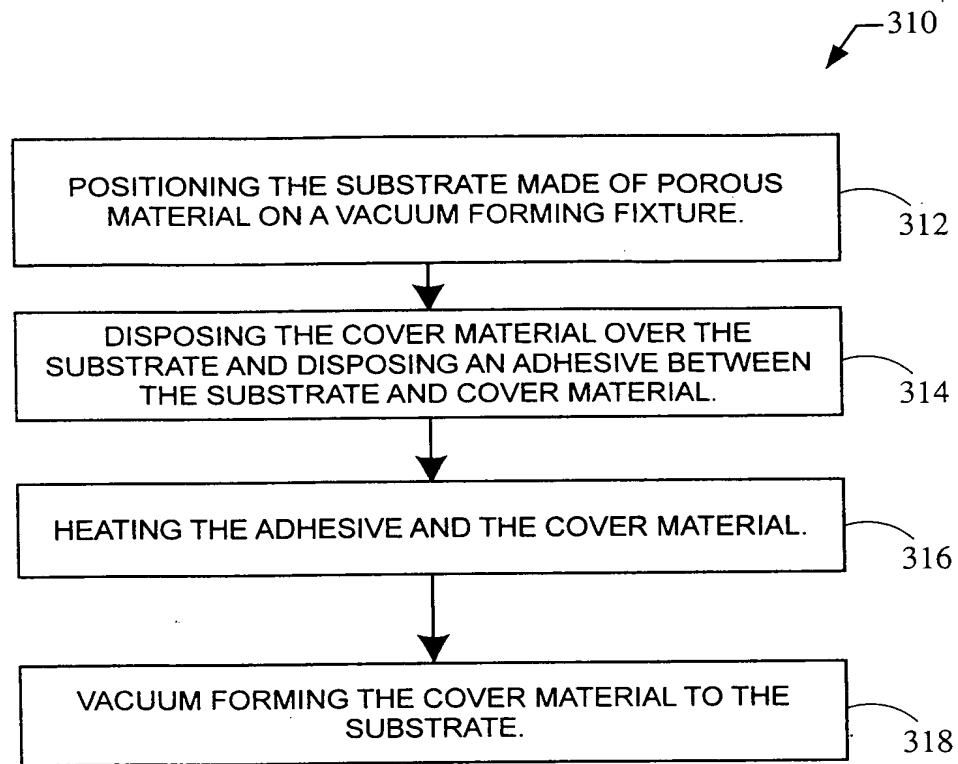 310
POSITIONING THE SUBSTRATE MADE OF POROUS
MATERIAL ON A VACUUM FORMING FIXTURE.
312
DISPOSING THE COVER MATERIAL OVER THE
SUBSTRATE AND DISPOSING AN ADHESIVE BETWEEN
THE SUBSTRATE AND COVER MATERIAL.
314
HEATING THE ADHESIVE AND THE COVER MATERIAL.
316
VACUUM FORMING THE COVER MATERIAL TO THE
SUBSTRATE.
318